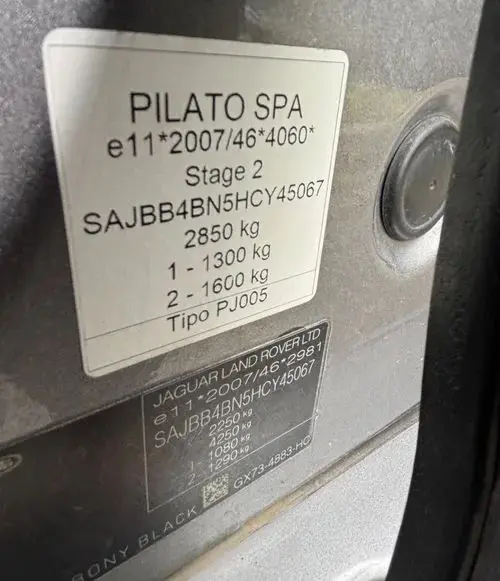 PILATO SPA
e11*2007/46*4060*
Stage 2
SAJBB4BN5HCY45067
2850 kg
1 - 1300 kg
2 - 1600 kg
Tipo PJ005
JAGUAR LAND ROVER LTD
e11*2007/46*2981
SAJBB4BN5HCY45067
2250 kg
4250 kg
1- 1080 kg
2- 1290 kg
GX73-4883-HC
BONY BLACK